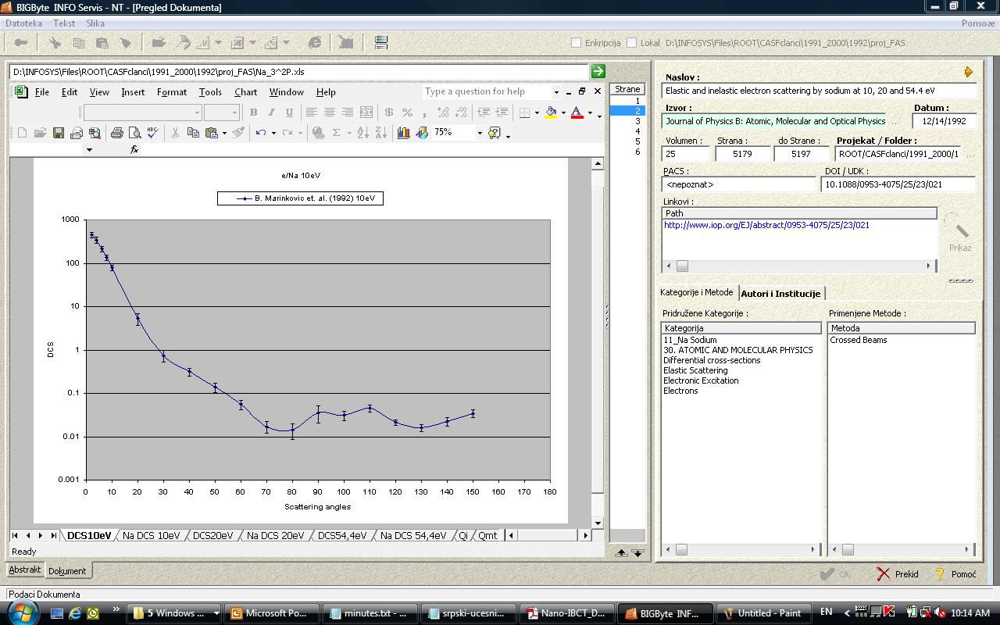 BIGByte INFO Servis - NT - [Pregled Dokumenta]
Datoteka Tekst Slika Pomoæ
Enkripcija Lokal D:\INFOSYS\Files\ROOT\CASFclanci\1991_2000\1992\proj_FAS
D:\INFOSYS\Files\ROOT\CASFclanci\1991_2000\1992\proj_FAS\Na_3^2P.xls
File Edit View Insert Format Tools Chart Window Help Type a question for help
B I U $ % ,
75%
fx
e/Na 10eV
B. Marinkovic et. al. (1992) 10eV
1000
100
10
1
0.1
0.01
0.001
DCS
0 10 20 30 40 50 60 70 80 90 100 110 120 130 140 150 160 170 180
Scattering angles
DCS10eV Na DCS 10eV DCS20eV Na DCS 20eV DCS54,4eV Na DCS 54,4eV Qi Qmt
Ready
Abstrakt Dokument
Strane
1
2
3
4
5
6
Naslov :
Elastic and inelastic electron scattering by sodium at 10, 20 and 54.4 eV
Izvor : Datum :
Journal of Physics B: Atomic, Molecular and Optical Physics ... 12/14/1992
Volumen : Strana : do Strane : Projekat / Folder :
25 5179 5197 ROOT/CASFclanci/1991_2000/1 ...
PACS : DOI / UDK :
<nepoznat> 10.1088/0953-4075/25/23/021
Linkovi :
Path
http://www.iop.org/EJ/abstract/0953-4075/25/23/021
Prikaz
Kategorije i Metode Autori i Institucije
Pridružene Kategorije : Primenjene Metode :
Kategorija Metoda
11_Na Sodium Crossed Beams
30. ATOMIC AND MOLECULAR PHYSICS
Differential cross-sections
Elastic Scattering
Electronic Excitation
Electrons
OK Prekid Pomoć
Podaci Dokumenta
5 Windows ... Microsoft Po... minutes.txt - ... srpski-ucesni... Nano-IBCT_D... BIGByte INF... Untitled - Paint EN 10:14 AM